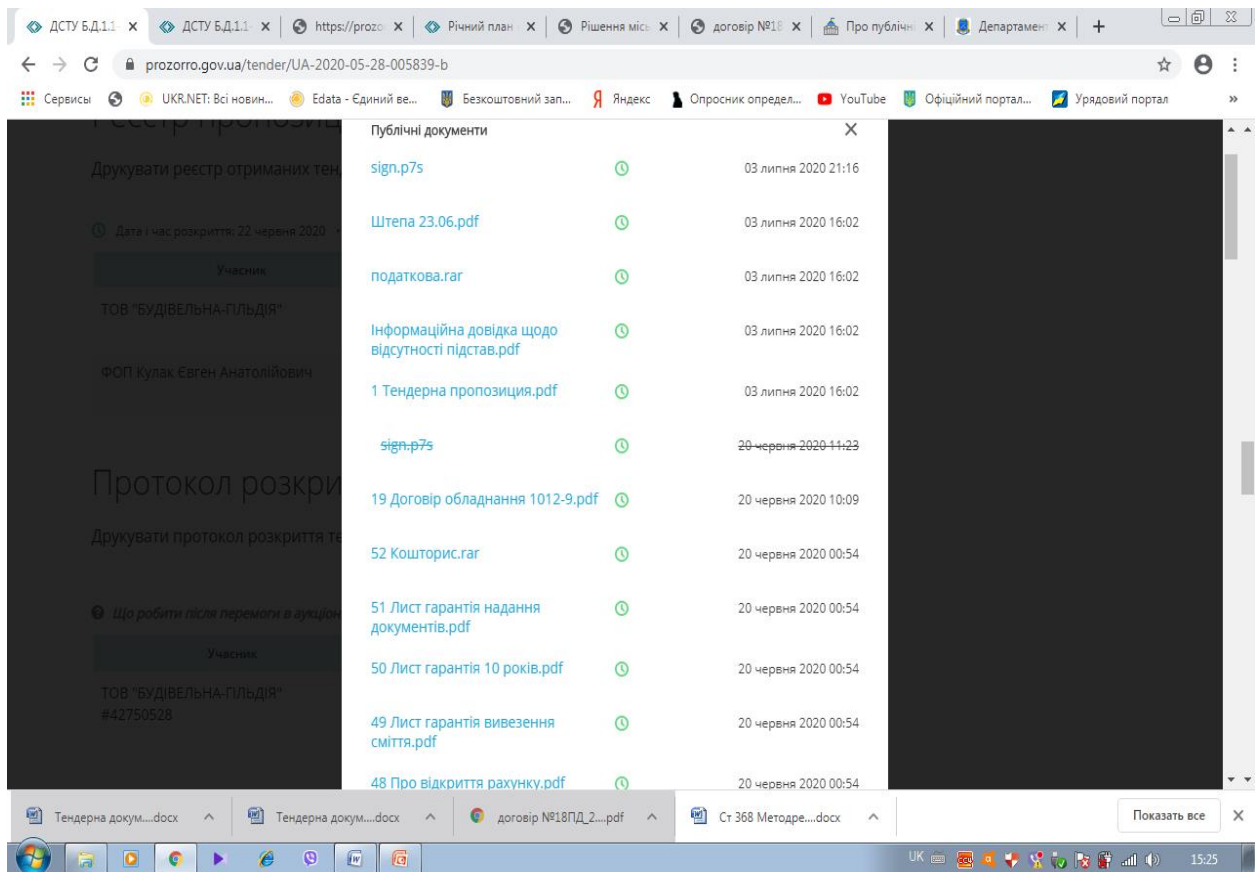 ДСТУ Б.Д.1.1- ДСТУ Б.Д.1.1- https://prozo Річний план Рішення місь договір №18 Про публічн Департамен
prozorro.gov.ua/tender/UA-2020-05-28-005839-b
Сервисы UKR.NET: Всі новин... Edata - Єдиний ве... Безкоштовний зап... Яндекс Опросник определ... YouTube Офіційний портал... Урядовий портал »
Публічні документи
Друкувати реєстр отриманих тен
sign.p7s 03 липня 2020 21:16
Штепа 23.06.pdf 03 липня 2020 16:02
Дата і час розкриття: 22 червня 2020
Учасник
податкова.rar 03 липня 2020 16:02
ТОВ "БУДІВЕЛЬНА-ГІЛЬДІЯ"
Інформаційна довідка щодо 03 липня 2020 16:02
відсутності підстав.pdf
ФОП Кулак Євген Анатолійович
1 Тендерна пропозиция.pdf 03 липня 2020 16:02
sign.p7s 20 червня 2020 11:23
Протокол розкри
19 Договір обладнання 1012-9.pdf 20 червня 2020 10:09
Друкувати протокол розкриття те
52 Кошторис.rar 20 червня 2020 00:54
Що робити після перемоги в аукціон
51 Лист гарантія надання 20 червня 2020 00:54
документів.pdf
Учасник
50 Лист гарантія 10 років.pdf 20 червня 2020 00:54
ТОВ "БУДІВЕЛЬНА-ГІЛЬДІЯ"
#42750528
49 Лист гарантія вивезення 20 червня 2020 00:54
сміття.pdf
48 Про відкриття рахунку.pdf 20 червня 2020 00:54
Тендерна докум....docx Тендерна докум....docx договір №18ПД_2....pdf Ст 368 Методре....docx Показать все
UK 15:25